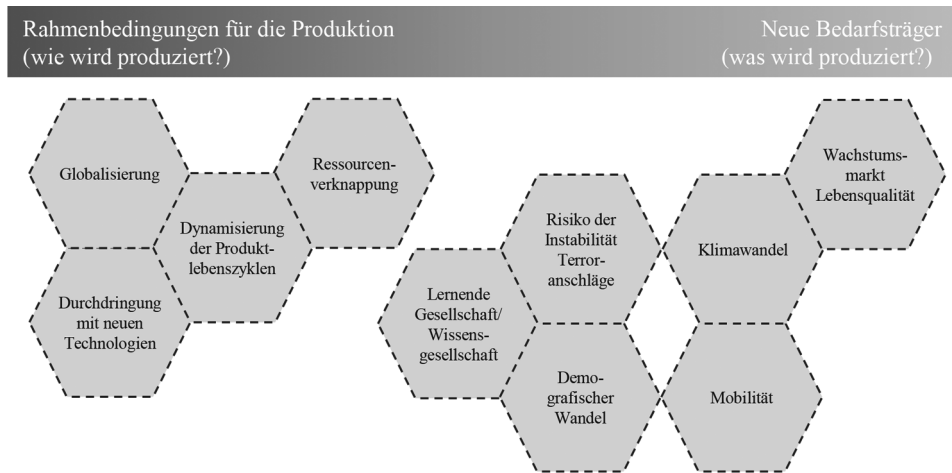 Rahmenbedingungen für die Produktion
(wie wird produziert?)
Neue Bedarfsträger
(was wird produziert?)
Globalisierung
Ressourcen-
verknappung
Dynamisierung
der Produkt-
lebenszyklen
Durchdringung
mit neuen
Technologien
Lernende
Gesellschaft/
Wissens-
gesellschaft
Risiko der
Instabilität
Terror-
anschläge
Demo-
grafischer
Wandel
Klimawandel
Mobilität
Wachstums-
markt
Lebensqualität